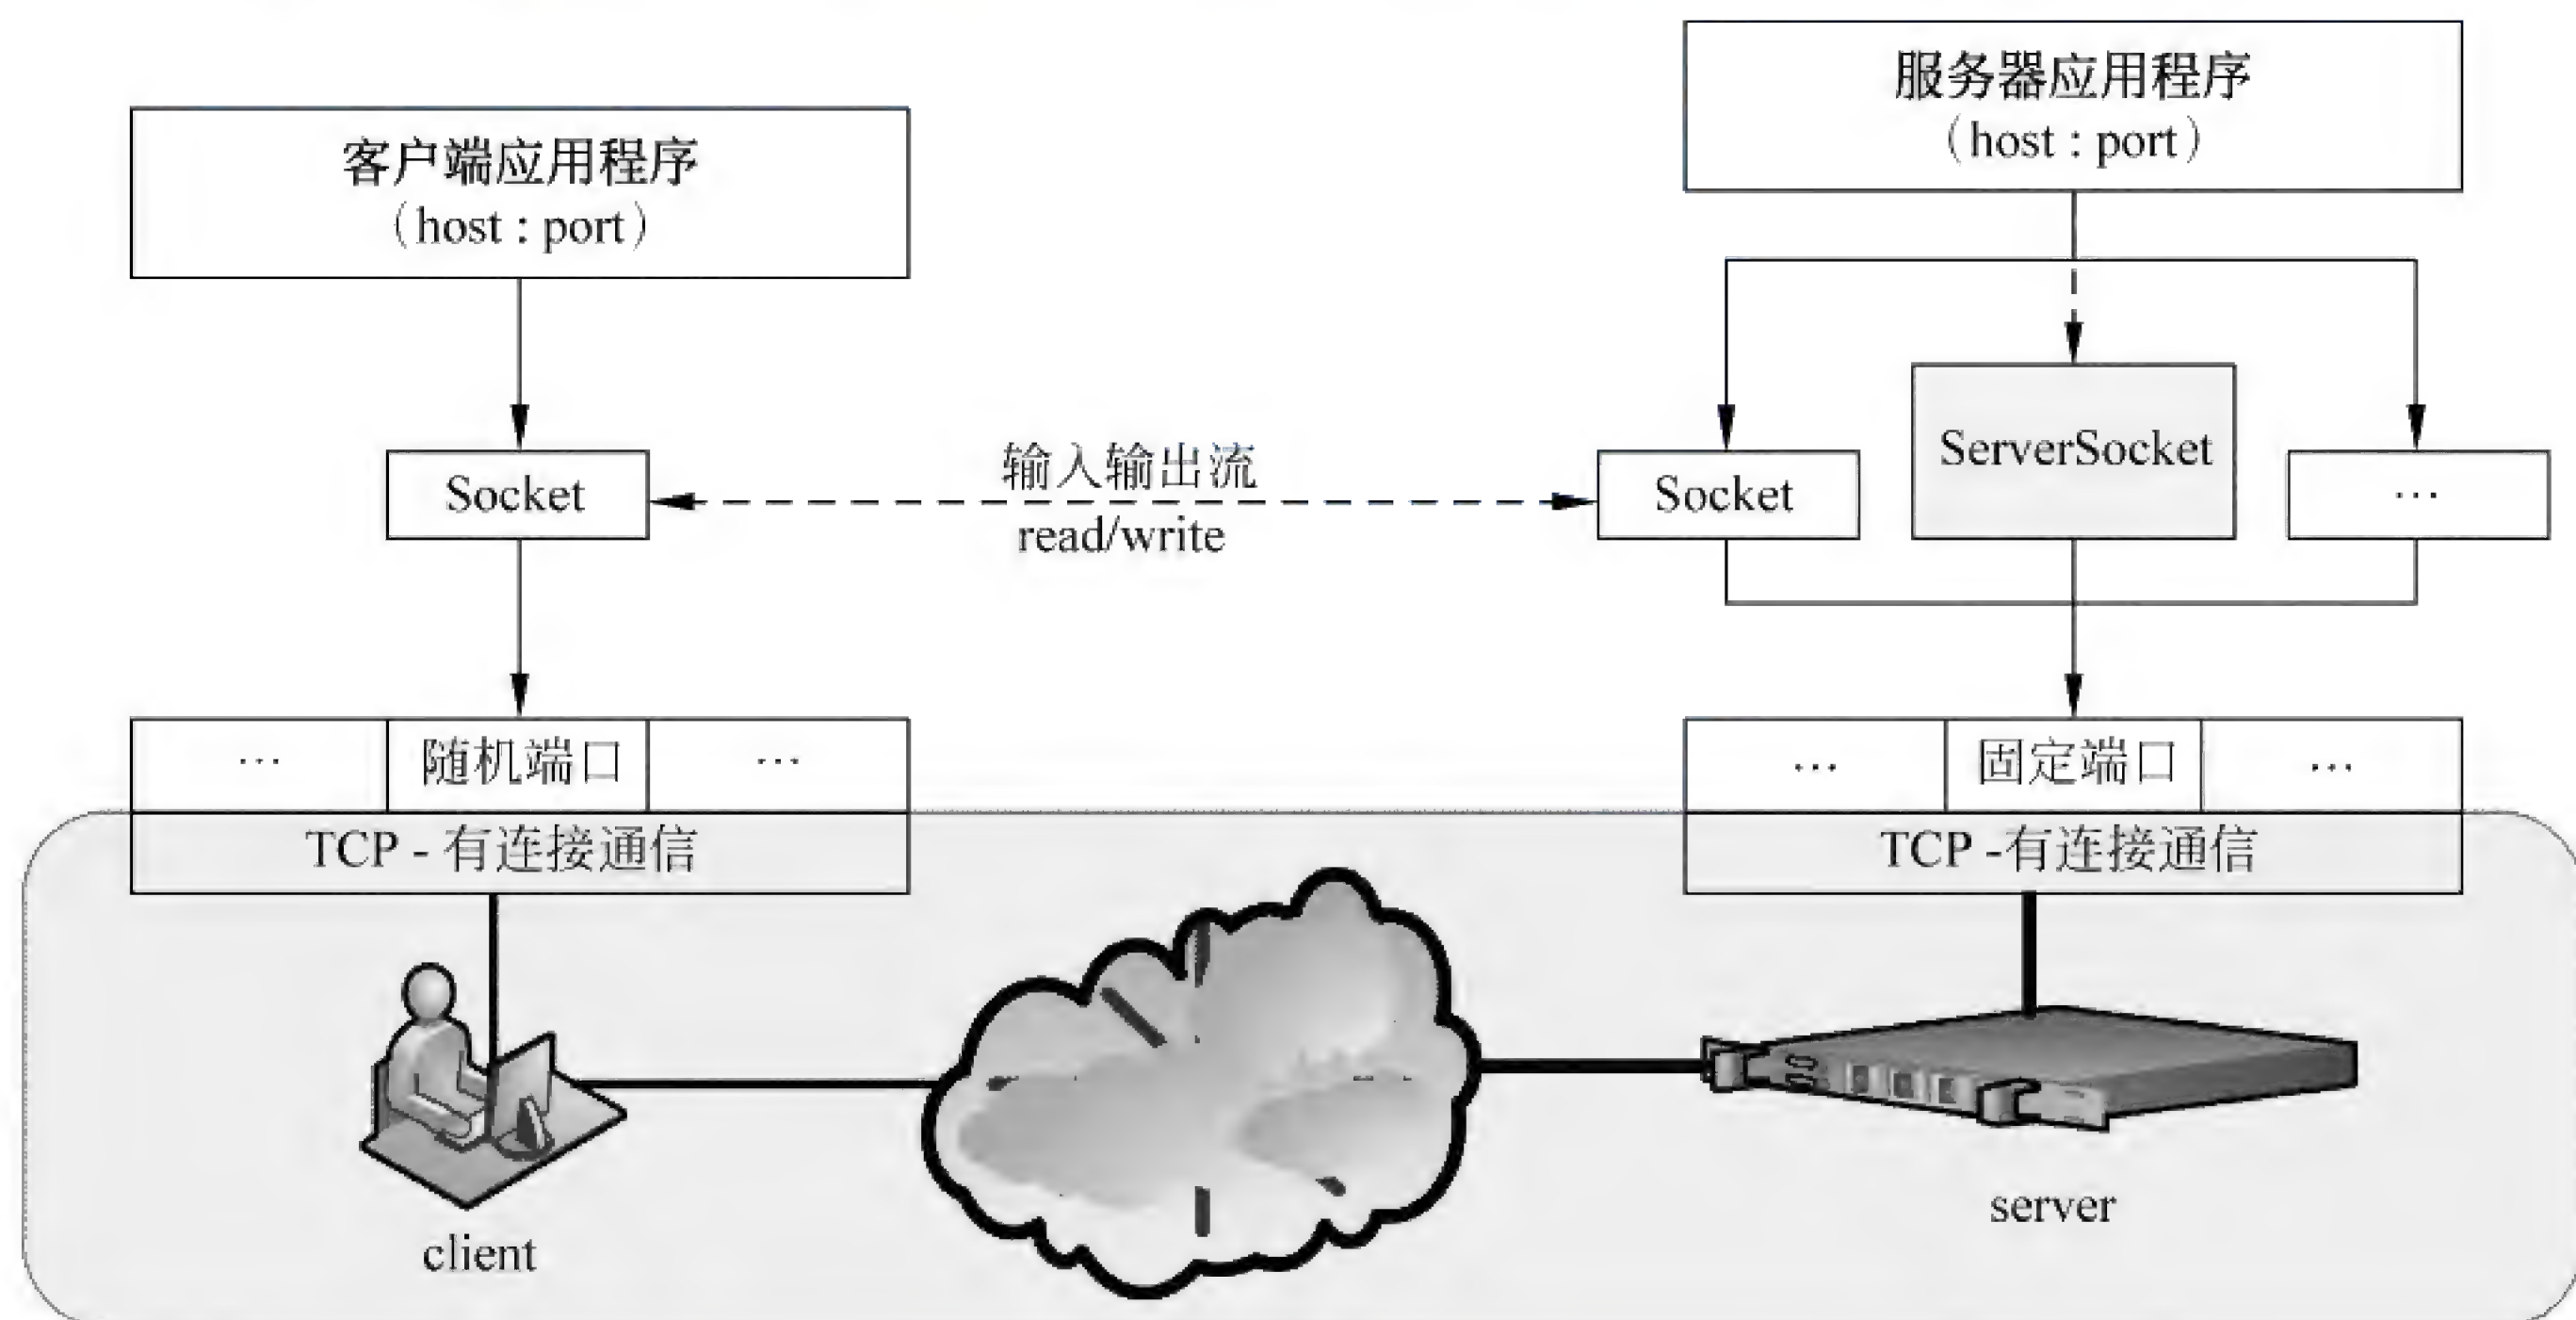 客户端应用程序
(host : port)
服务器应用程序
(host : port)
Socket
输入输出流
read/write
Socket
ServerSocket
…
…
随机端口
…
…
固定端口
…
TCP - 有连接通信
TCP -有连接通信
client
server